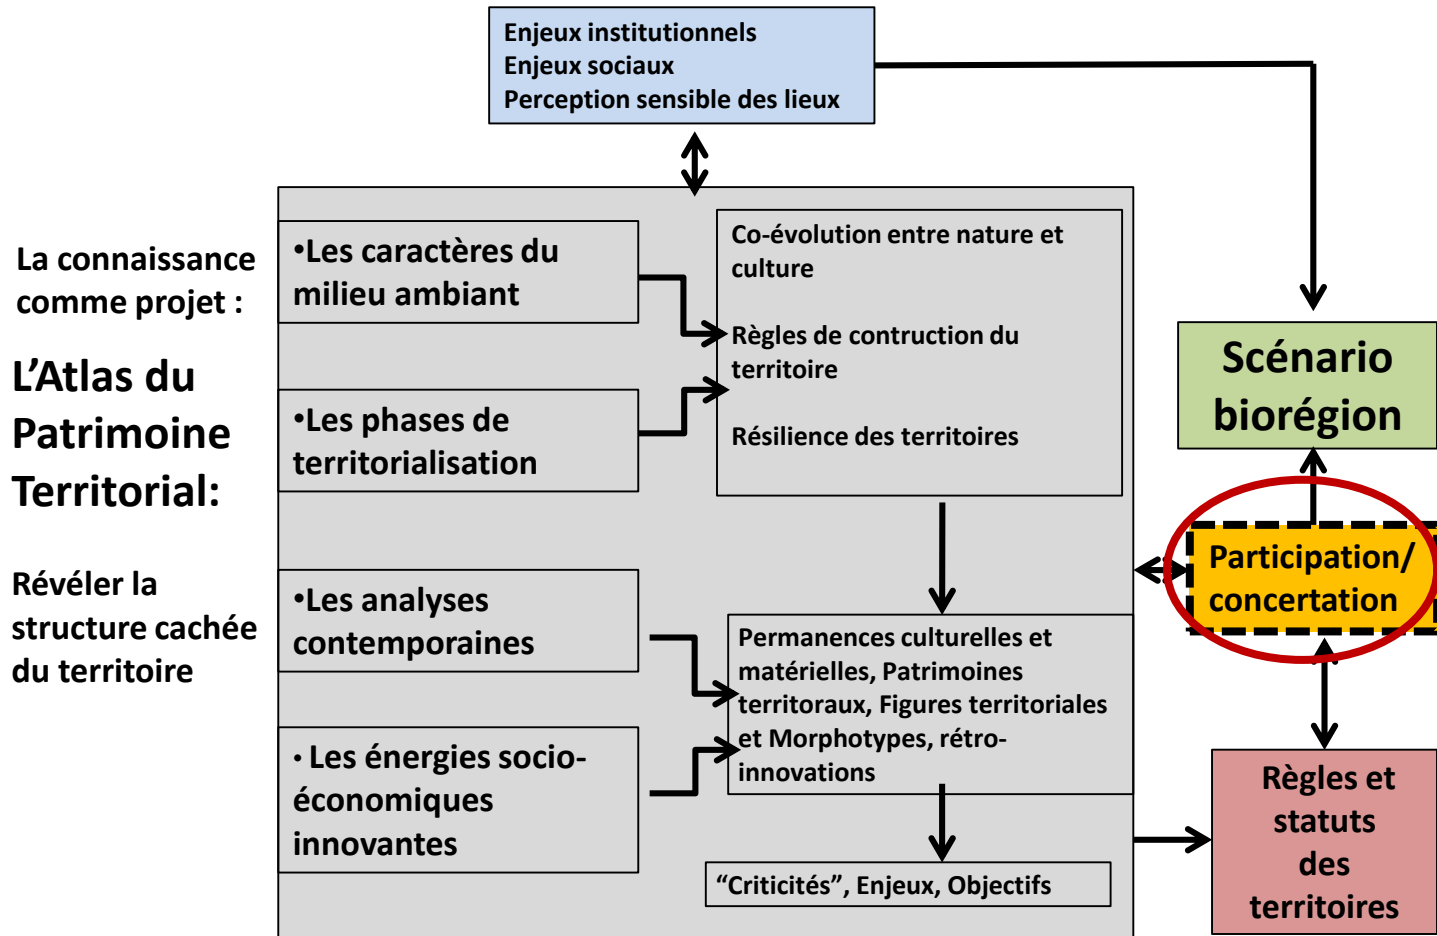 Enjeux institutionnels
Enjeux sociaux
Perception sensible des lieux
La connaissance
comme projet :
L'Atlas du
Patrimoine
Territorial:
Révéler la
structure cachée
du territoire
•Les caractères du
milieu ambiant
•Les phases de
territorialisation
•Les analyses
contemporaines
• Les énergies socio-
économiques
innovantes
Co-évolution entre nature et
culture
Règles de contruction du
territoire
Résilience des territoires
Permanences culturelles et
matérielles, Patrimoines
territoraux, Figures territoriales
et Morphotypes, rétro-
innovations
“Criticités”, Enjeux, Objectifs
Scénario
biorégion
Participation/
concertation
Règles et
statuts
des
territoires